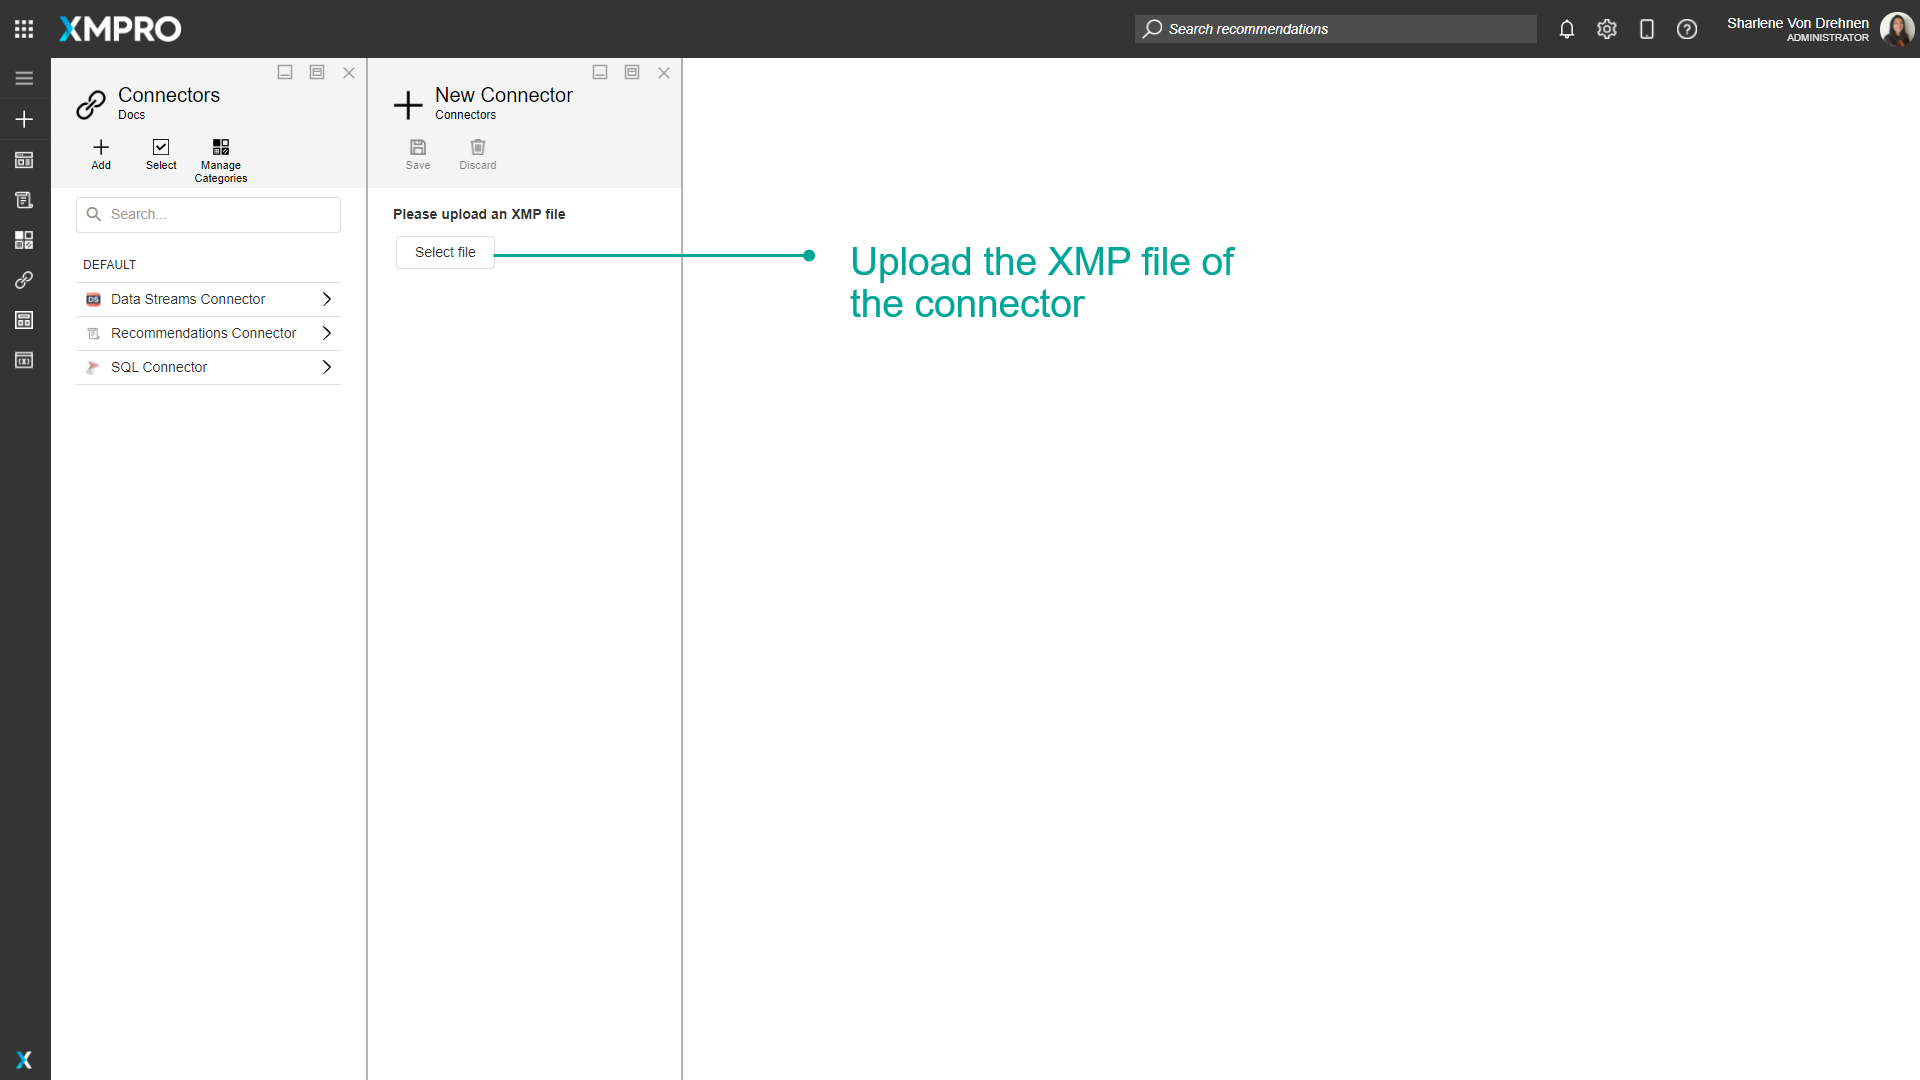 XMPRO
Search recommendations
Sharlene Von Drehnen
ADMINISTRATOR
Connectors
Docs
Add
Select
Manage
Categories
Search...
DEFAULT
Data Streams Connector
Recommendations Connector
SQL Connector
New Connector
Connectors
Save
Discard
Please upload an XMP file
Select file
Upload the XMP file of
the connector